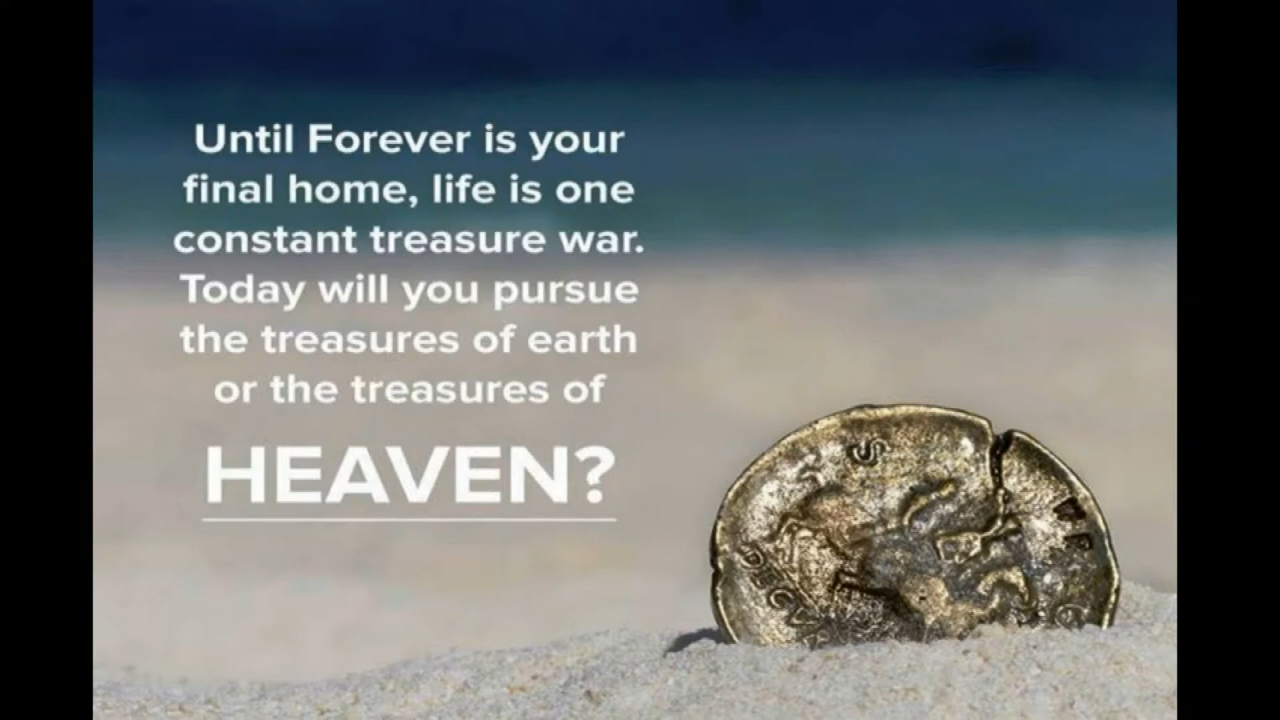 Until Forever is your
final home, life is one
constant treasure war.
Today will you pursue
the treasures of earth
or the treasures of
HEAVEN?